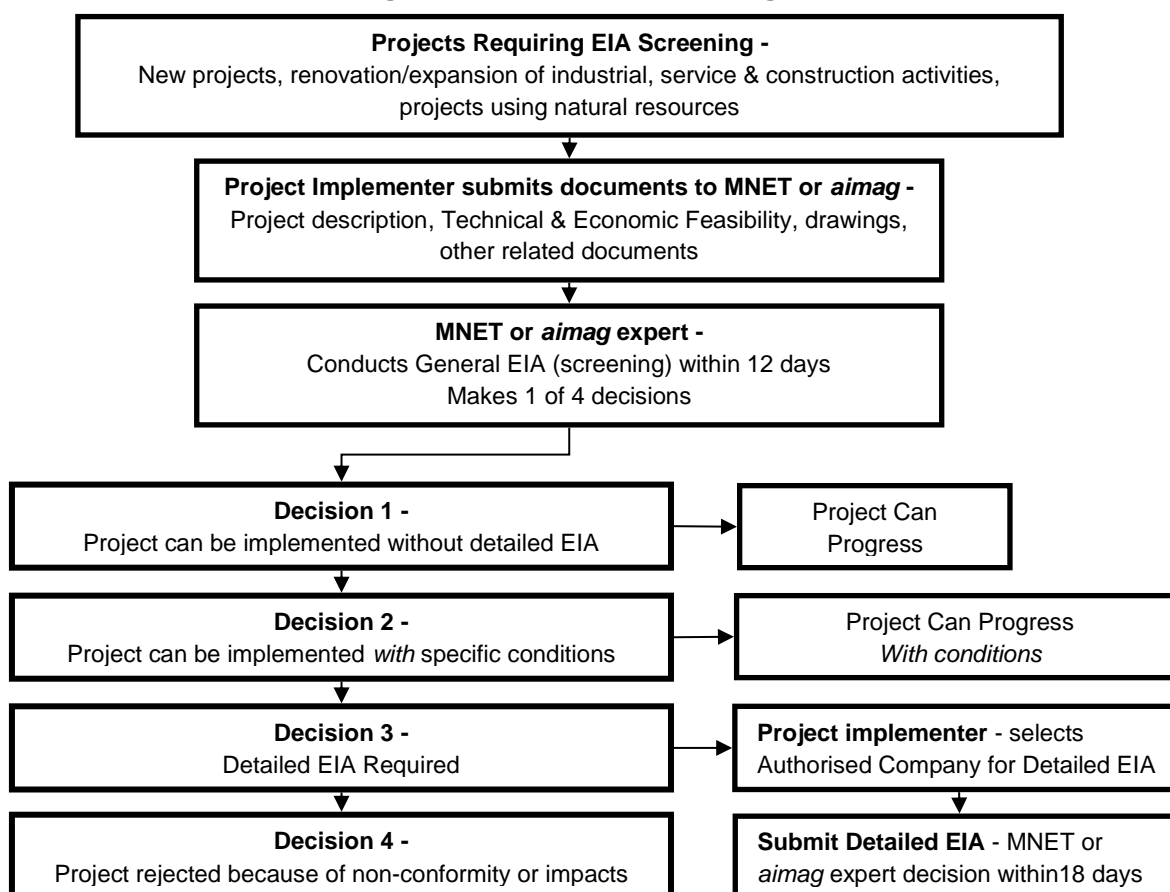 Projects Requiring EIA Screening -
New projects, renovation/expansion of industrial, service & construction activities,
projects using natural resources
Project Implementer submits documents to MNET or aimag -
Project description, Technical & Economic Feasibility, drawings,
other related documents
MNET or aimag expert -
Conducts General EIA (screening) within 12 days
Makes 1 of 4 decisions
Decision 1 -
Project can be implemented without detailed EIA
Project Can
Progress
Decision 2 -
Project can be implemented with specific conditions
Project Can Progress
With conditions
Decision 3 -
Detailed EIA Required
Project implementer - selects
Authorised Company for Detailed EIA
Decision 4 -
Project rejected because of non-conformity or impacts
Submit Detailed EIA - MNET or
aimag expert decision within18 days